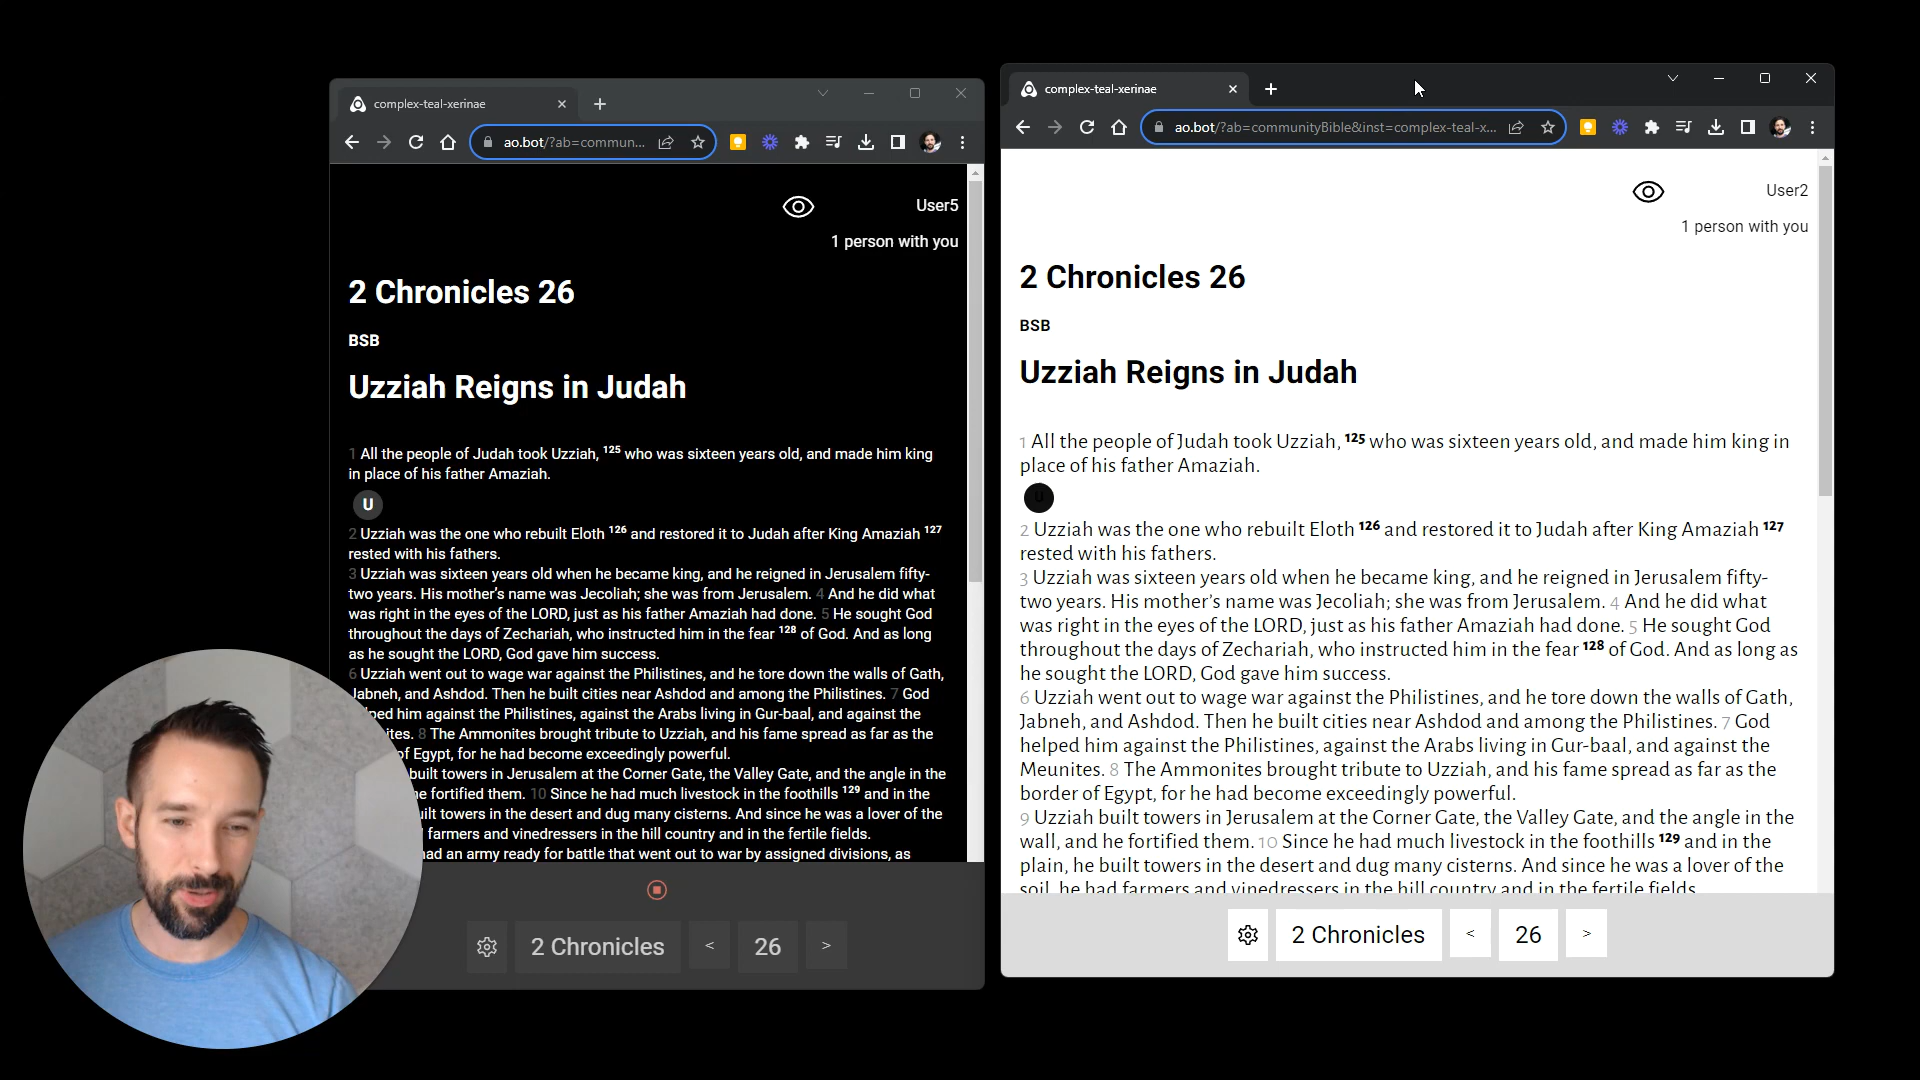 complex-teal-xerinae
ao.bot/?ab=commun...
User5
1 person with you
2 Chronicles 26
BSB
Uzziah Reigns in Judah
1 All the people of Judah took Uzziah, 125 who was sixteen years old, and made him king
in place of his father Amaziah.
U
2 Uzziah was the one who rebuilt Eloth 126 and restored it to Judah after King Amaziah 127
rested with his fathers.
3 Uzziah was sixteen years old when he became king, and he reigned in Jerusalem fifty-
two years. His mother’s name was Jecoliah; she was from Jerusalem. 4 And he did what
was right in the eyes of the LORD, just as his father Amaziah had done. 5 He sought God
throughout the days of Zechariah, who instructed him in the fear 128 of God. And as long
as he sought the LORD, God gave him success.
6 Uzziah went out to wage war against the Philistines, and he tore down the walls of Gath,
Jabneh, and Ashdod. Then he built cities near Ashdod and among the Philistines. 7 God
lped him against the Philistines, against the Arabs living in Gur-baal, and against the
ites. 8 The Ammonites brought tribute to Uzziah, and his fame spread as far as the
of Egypt, for he had become exceedingly powerful.
built towers in Jerusalem at the Corner Gate, the Valley Gate, and the angle in the
he fortified them. 10 Since he had much livestock in the foothills 129 and in the
uilt towers in the desert and dug many cisterns. And since he was a lover of the
farmers and vinedressers in the hill country and in the fertile fields.
had an army ready for battle that went out to war by assigned divisions, as
2 Chronicles < 26 >
complex-teal-xerinae
ao.bot/?ab=communityBible&inst=complex-teal-x...
User2
1 person with you
2 Chronicles 26
BSB
Uzziah Reigns in Judah
1 All the people of Judah took Uzziah, 125 who was sixteen years old, and made him king in
place of his father Amaziah.
U
2 Uzziah was the one who rebuilt Eloth 126 and restored it to Judah after King Amaziah 127
rested with his fathers.
3 Uzziah was sixteen years old when he became king, and he reigned in Jerusalem fifty-
two years. His mother’s name was Jecoliah; she was from Jerusalem. 4 And he did what
was right in the eyes of the LORD, just as his father Amaziah had done. 5 He sought God
throughout the days of Zechariah, who instructed him in the fear 128 of God. And as long as
he sought the LORD, God gave him success.
6 Uzziah went out to wage war against the Philistines, and he tore down the walls of Gath,
Jabneh, and Ashdod. Then he built cities near Ashdod and among the Philistines. 7 God
helped him against the Philistines, against the Arabs living in Gur-baal, and against the
Meunites. 8 The Ammonites brought tribute to Uzziah, and his fame spread as far as the
border of Egypt, for he had become exceedingly powerful.
9 Uzziah built towers in Jerusalem at the Corner Gate, the Valley Gate, and the angle in the
wall, and he fortified them. 10 Since he had much livestock in the foothills 129 and in the
plain, he built towers in the desert and dug many cisterns. And since he was a lover of the
soil, he had farmers and vinedressers in the hill country and in the fertile fields.
2 Chronicles < 26 >